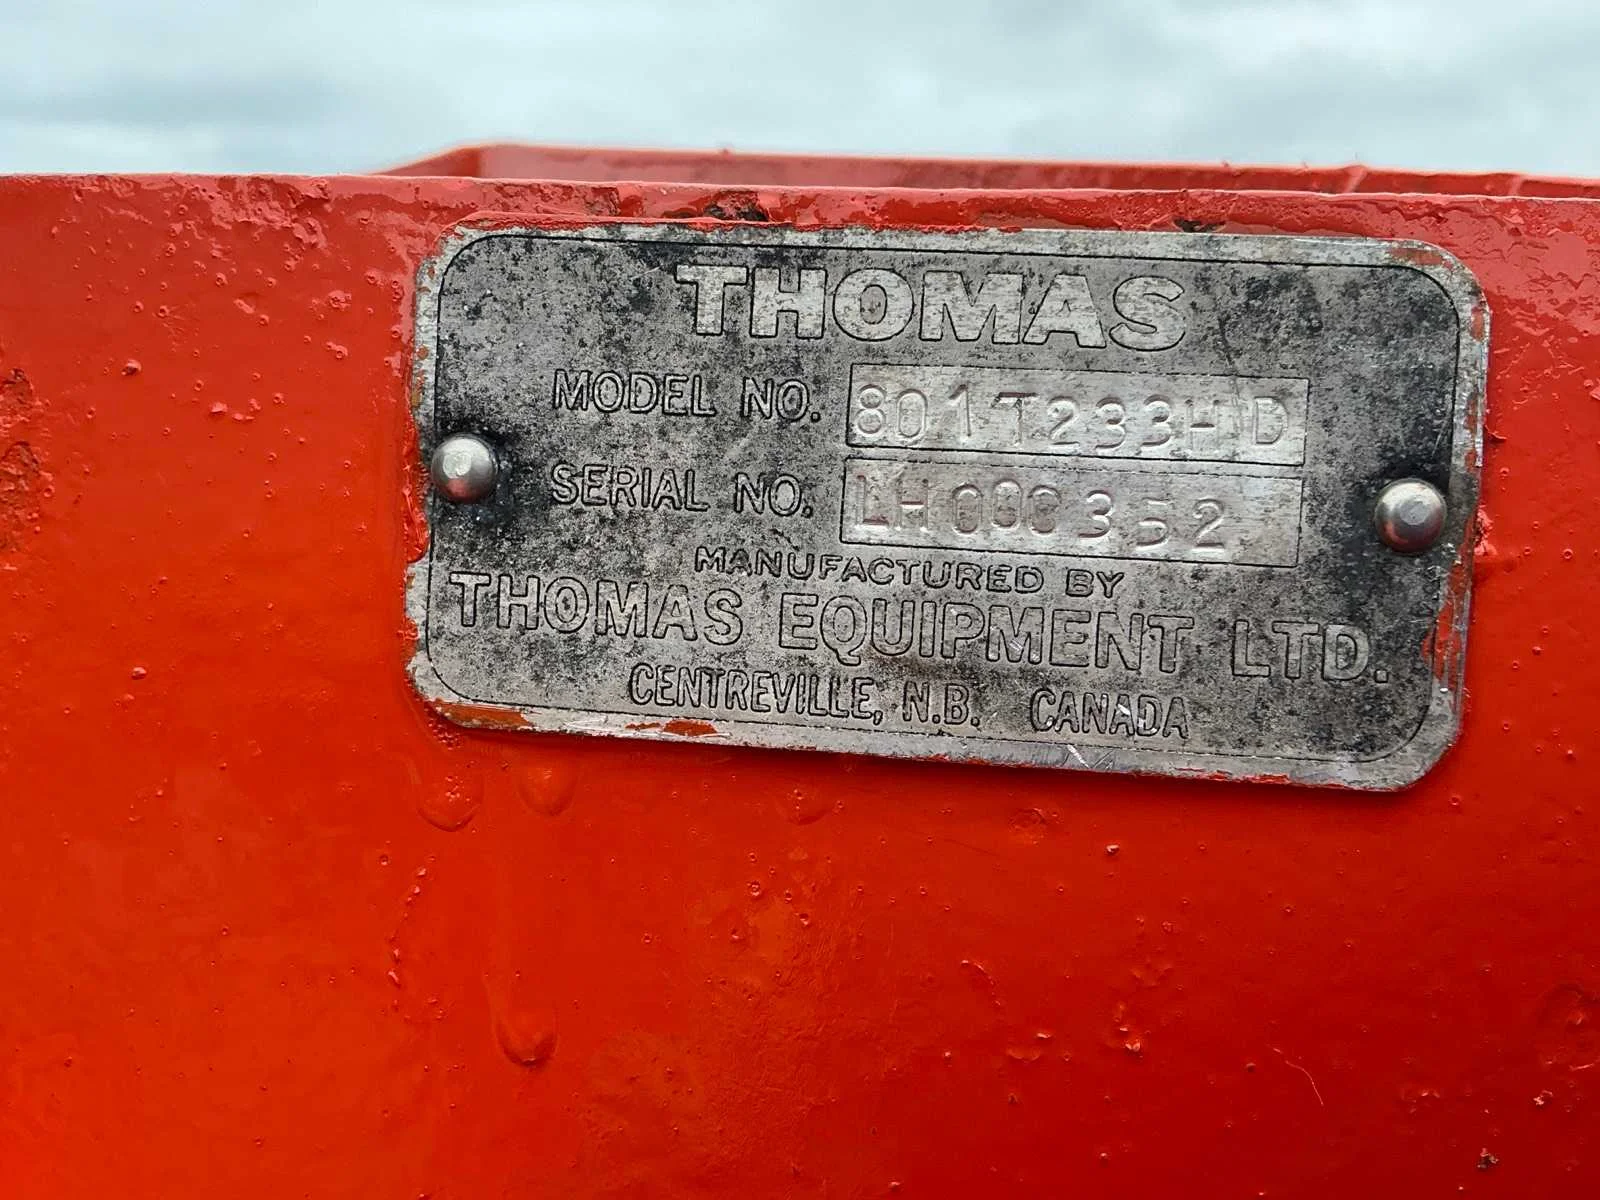 THOMAS
MODEL NO. 801T233HD
SERIAL NO. LH000352
MANUFACTURED BY
THOMAS EQUIPMENT LTD.
CENTREVILLE, N.B. CANADA